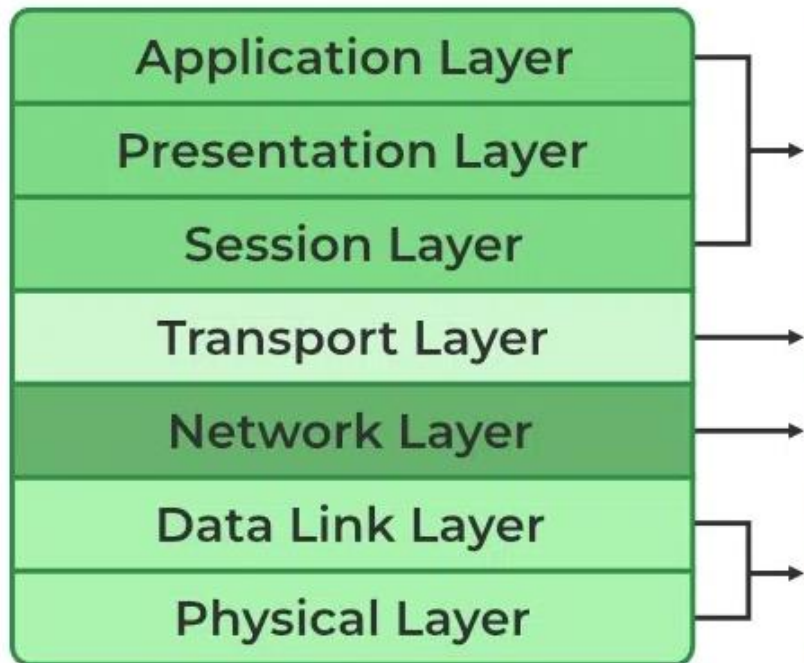 Application Layer
Presentation Layer
Session Layer
Transport Layer
Network Layer
Data Link Layer
Physical Layer